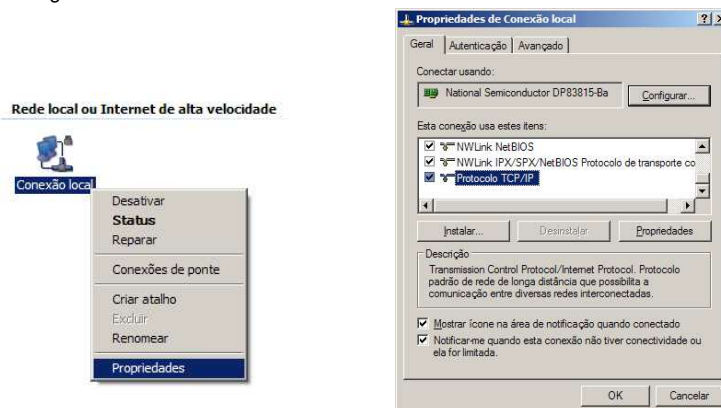 Rede local ou Internet de alta velocidade
Conexão local
Desativar
Status
Reparar
Conexões de ponte
Criar atalho
Excluir
Renomear
Propriedades
Propriedades de Conexão local
Geral
Autenticação
Avançado
Conectar usando:
National Semiconductor DP83815-Ba
Configurar...
Esta conexão usa estes itens:
NWLink NetBIOS
NWLink IPX/SPX/NetBIOS Protocolo de transporte co
Protocolo TCP/IP
Instalar...
Desinstalar
Propriedades
Descrição
Transmission Control Protocol/Internet Protocol. Protocolo
padrão de rede de longa distância que possibilita a
comunicação entre diversas redes interconectadas.
Mostrar ícone na área de notificação quando conectado
Notificar-me quando esta conexão não tiver conectividade ou
ela for limitada.
OK
Cancelar